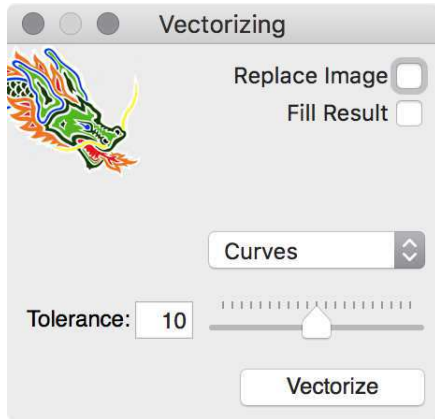 Vectorizing
Replace Image
Fill Result
Curves
Tolerance: 10
Vectorize